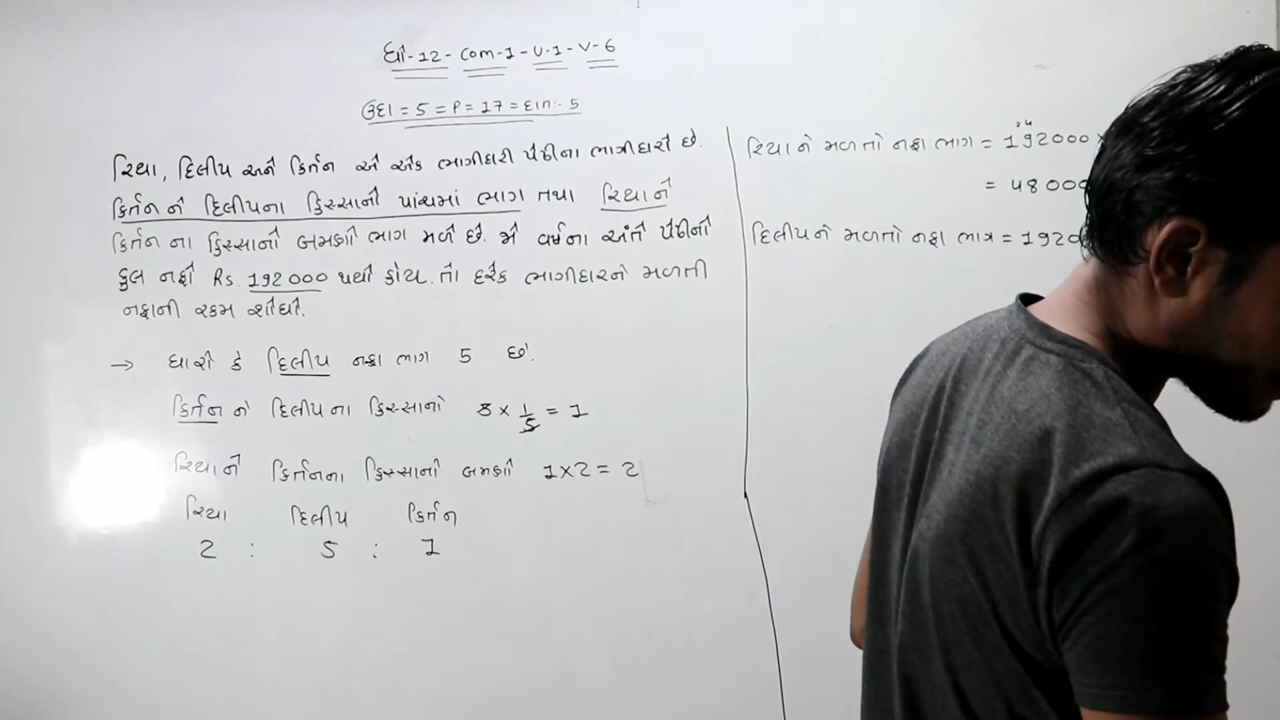 ધો-12-com-1-U-1-V-6
ઉદા = 5 = P = 17 = દાખ:- 5
રિયા, દિલીપ અને કિર્તન એ એક ભાગીદારી પેઢીના ભાગીદારો છે.
કિર્તન ને દિલીપના હિસ્સાનો પાંચમાં ભાગ તથા રિયાને
કિર્તન ના હિસ્સાનો બમણો ભાગ મળે છે. જો વર્ષના અંતે પેઢીનો
કુલ નફો Rs. 192000 થયો હોય. તો દરેક ભાગીદારને મળતી
નફાની રકમ શોધો.
→ ધારો કે દિલીપ નફા ભાગ 5 છે.
કિર્તન ને દિલીપ ના હિસ્સાનો 5 × 1/5 = 1
રિયાને કિર્તનના હિસ્સાનો બમણો 1×2 = 2
રિયા દિલીપ કિર્તન
2 : 5 : 1
રિયા ને મળતો નફા ભાગ = 192000 ×
= 48000
દિલીપને મળતો નફા ભાગ = 1920